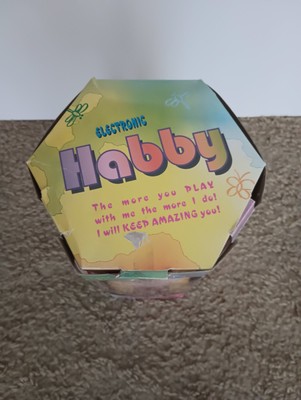 ELECTRONIC
Habby
The more you PLAY
with me the more I do!
I will KEEP AMAZING you!